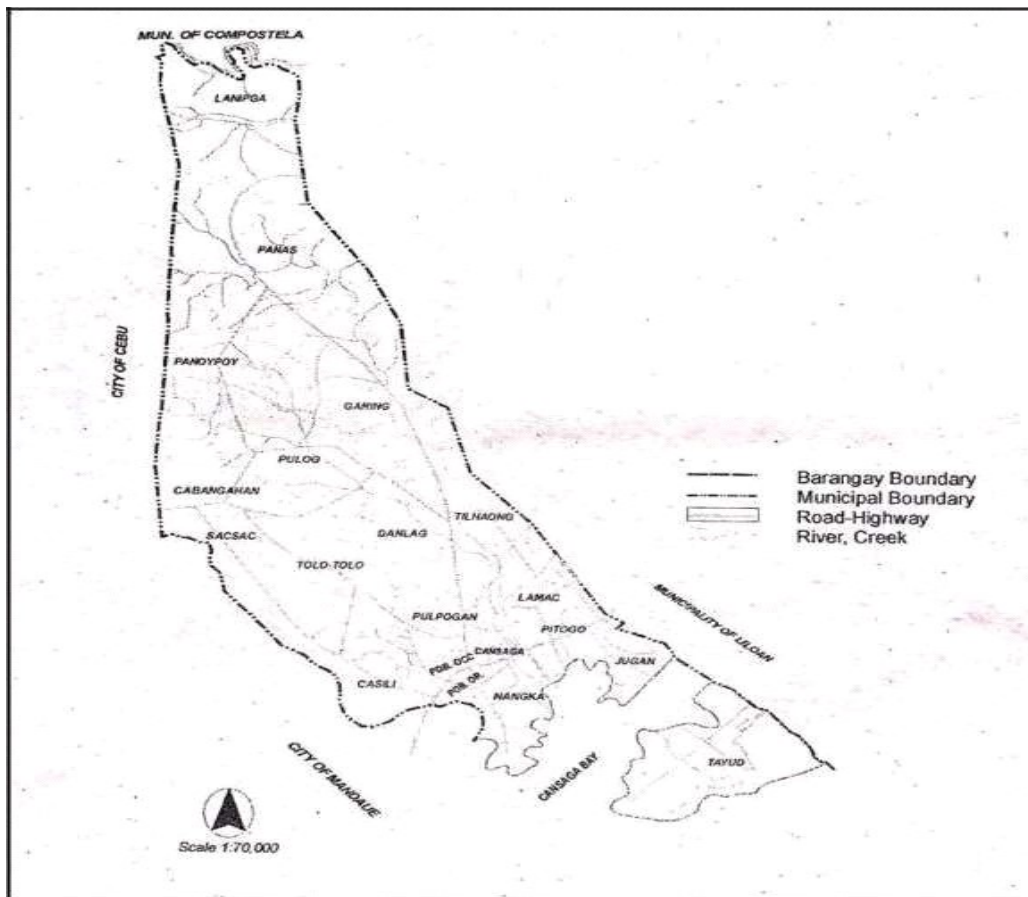 MUN. OF COMPOSTELA
LANIPGA
PANAS
CITY OF CEBU
PANOYPOY
GARING
PULOG
CABANGAHAN
TILHAONG
SACSAC
DANLAG
TOLO-TOLO
LAMAC
PULPOGAN
PITOGO
CANSAGA
POB. OCC
JUGAN
CASILI
POB. OR.
NANGKA
TAYUD
MUNICIPALITY OF LILOAN
CITY OF MANDAUE
CANSAGA BAY
Barangay Boundary
Municipal Boundary
Road-Highway
River, Creek
Scale 1:70,000